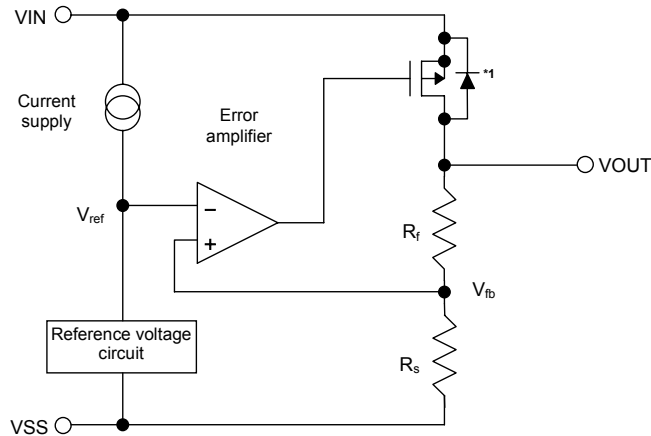 VIN
*1
Current
supply
Error
amplifier
VOUT
Vref
−
+
Rf
Vfb
Reference voltage
circuit
Rs
VSS